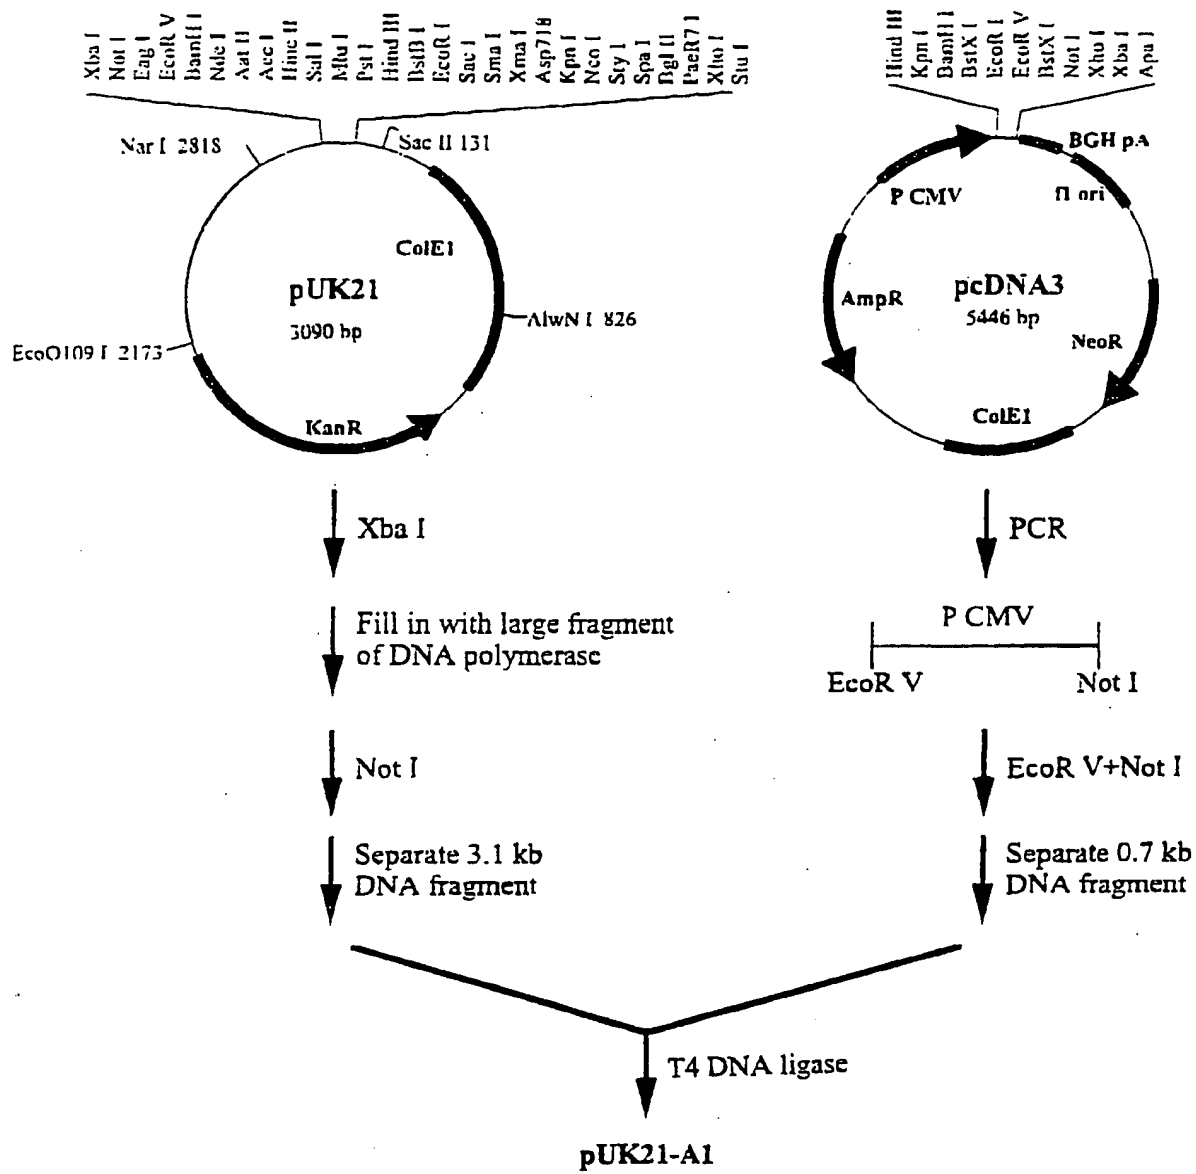 Xba I
Not I
Eag I
EcoR V
BamH I
Nde I
Aat II
Acc I
Hinc II
Sal I
Mlu I
Pst I
Hind III
BstB I
EcoR I
Sac I
Sma I
Xma I
Asp718
Kpn I
Nco I
Sty I
Spa I
Bgl II
PaeR7 I
Xho I
Stu I
Hind III
Kpn I
BamH I
BstX I
EcoR I
EcoR V
BstX I
Not I
Xho I
Xba I
Apa I
Nar I 2818
Sac II 131
ColE1
pUK21
3090 bp
AlwN I 826
EcoO109 I 2173
KanR
BGH pA
P CMV
f1 ori
AmpR
pcDNA3
5446 bp
NeoR
ColE1
Xba I
PCR
Fill in with large fragment
of DNA polymerase
P CMV
EcoR V
Not I
Not I
EcoR V+Not I
Separate 3.1 kb
DNA fragment
Separate 0.7 kb
DNA fragment
T4 DNA ligase
pUK21-A1